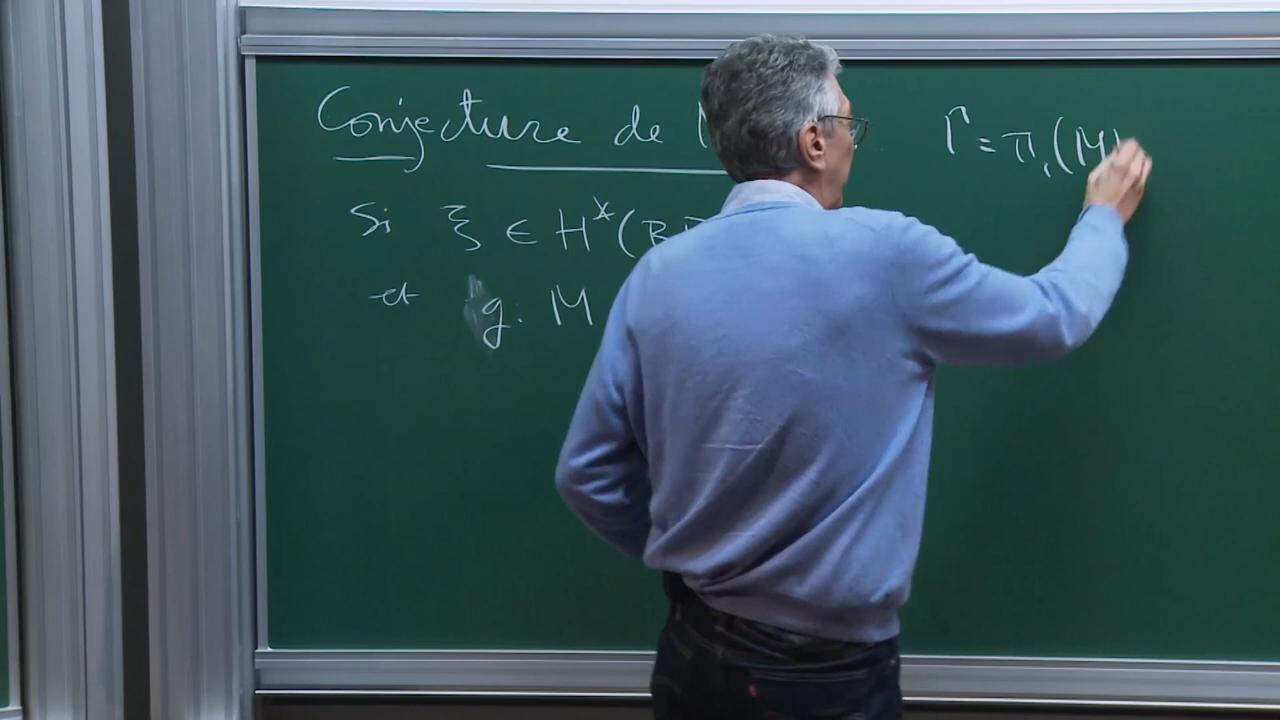 Conjecture de
Γ = π₁(M)
Si ξ ∈ H*(B
et g: M